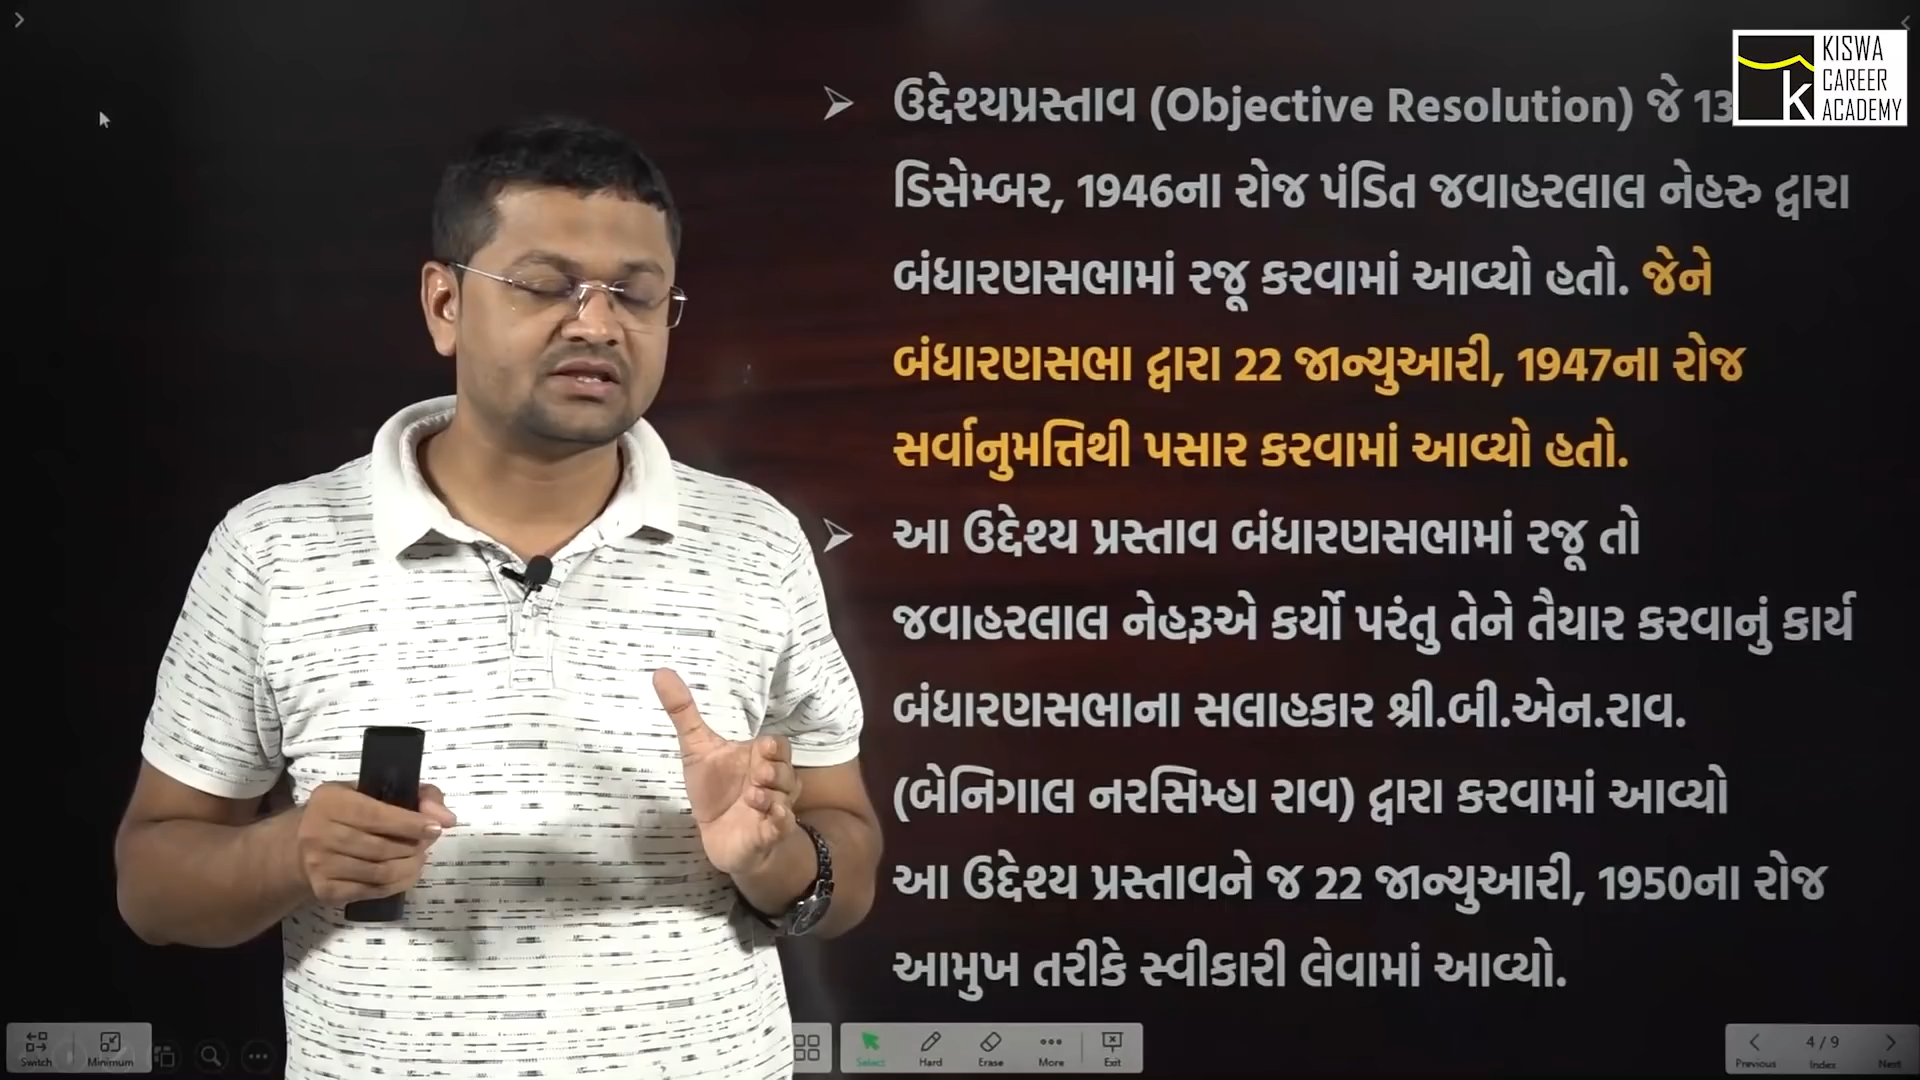 KISWA
CAREER
ACADEMY
ઉદ્દેશ્યપ્રસ્તાવ (Objective Resolution) જે 13
ડિસેમ્બર, 1946ના રોજ પંડિત જવાહરલાલ નેહરુ દ્વારા
બંધારણસભામાં રજૂ કરવામાં આવ્યો હતો. જેને
બંધારણસભા દ્વારા 22 જાન્યુઆરી, 1947ના રોજ
સર્વાનુમત્તિથી પસાર કરવામાં આવ્યો હતો.
આ ઉદ્દેશ્ય પ્રસ્તાવ બંધારણસભામાં રજૂ તો
જવાહરલાલ નેહરૂએ કર્યો પરંતુ તેને તૈયાર કરવાનું કાર્ય
બંધારણસભાના સલાહકાર શ્રી.બી.એન.રાવ.
(બેનિગાલ નરસિમ્હા રાવ) દ્વારા કરવામાં આવ્યો
આ ઉદ્દેશ્ય પ્રસ્તાવને જ 22 જાન્યુઆરી, 1950ના રોજ
આમુખ તરીકે સ્વીકારી લેવામાં આવ્યો.
Switch Minimum Select Hard Erase More Exit Previous 4 / 9 Index Next